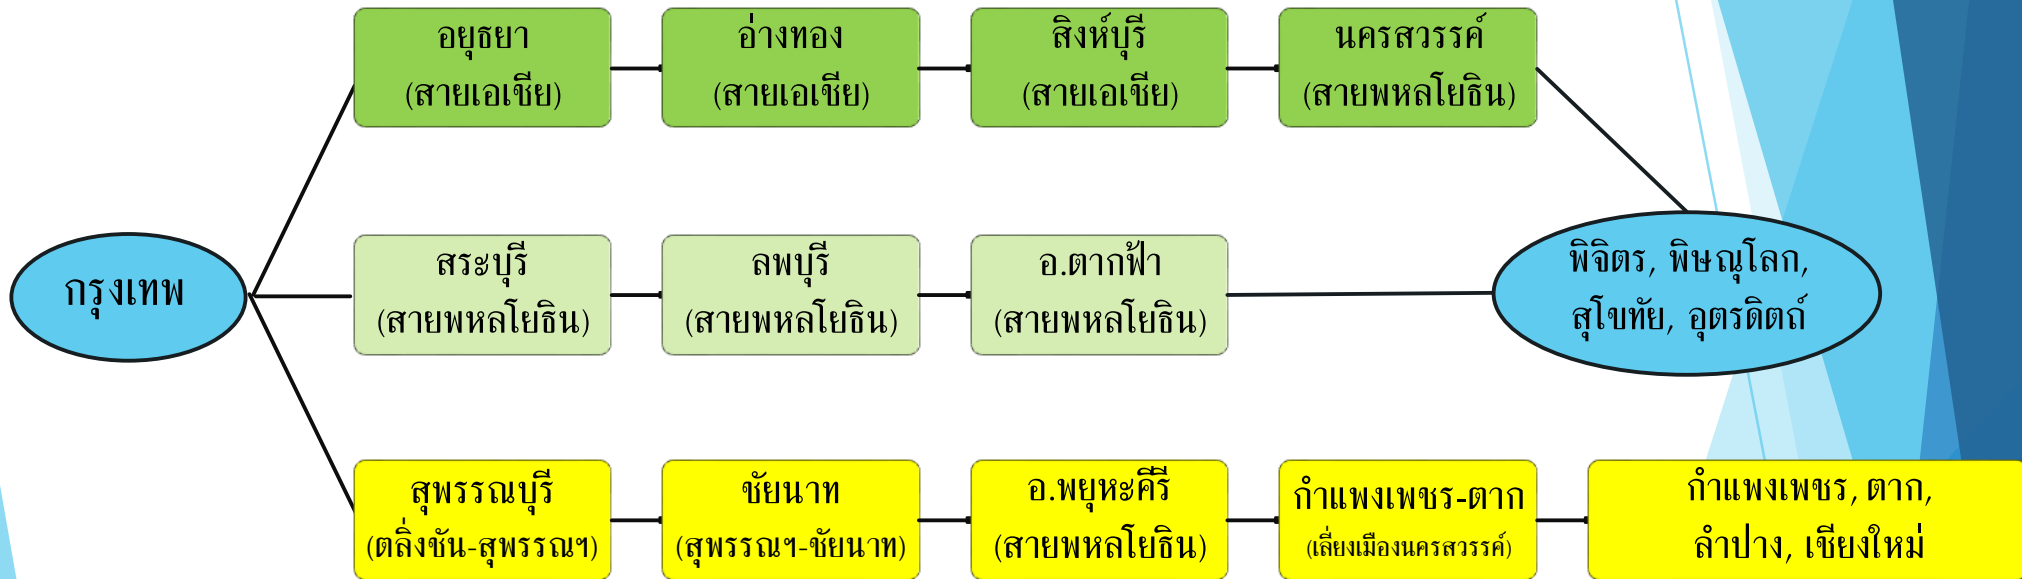 อยุธยา
(สายเอเชีย)
อ่างทอง
(สายเอเชีย)
สิงห์บุรี
(สายเอเชีย)
นครสวรรค์
(สายพหลโยธิน)
กรุงเทพ
สระบุรี
(สายพหลโยธิน)
ลพบุรี
(สายพหลโยธิน)
อ.ตากฟ้า
(สายพหลโยธิน)
พิจิตร, พิษณุโลก,
สุโขทัย, อุตรดิตถ์
สุพรรณบุรี
(ตลิ่งชัน-สุพรรณฯ)
ชัยนาท
(สุพรรณฯ-ชัยนาท)
อ.พยุหะคีรี
(สายพหลโยธิน)
กำแพงเพชร-ตาก
(เลี่ยงเมืองนครสวรรค์)
กำแพงเพชร, ตาก,
ลำปาง, เชียงใหม่